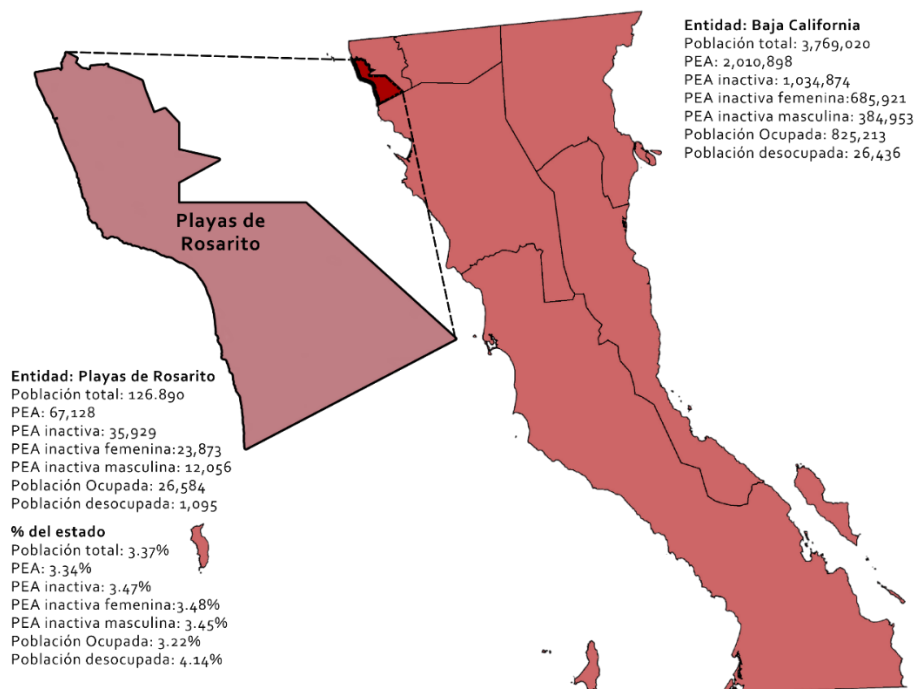 Entidad: Baja California
Población total: 3,769,020
PEA: 2,010,898
PEA inactiva: 1,034,874
PEA inactiva femenina:685,921
PEA inactiva masculina: 384,953
Población Ocupada: 825,213
Población desocupada: 26,436
Playas de
Rosarito
Entidad: Playas de Rosarito
Población total: 126.890
PEA: 67,128
PEA inactiva: 35,929
PEA inactiva femenina:23,873
PEA inactiva masculina: 12,056
Población Ocupada: 26,584
Población desocupada: 1,095
% del estado
Población total: 3.37%
PEA: 3.34%
PEA inactiva: 3.47%
PEA inactiva femenina:3.48%
PEA inactiva masculina: 3.45%
Población Ocupada: 3.22%
Población desocupada: 4.14%